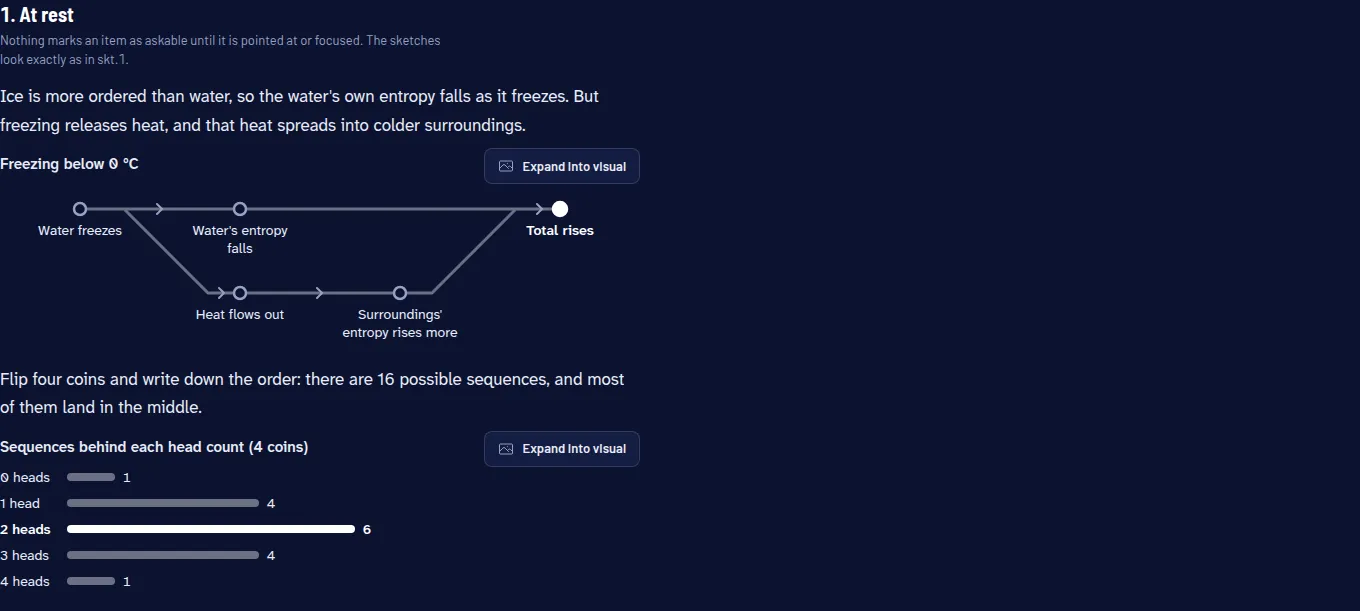 1. At rest
Nothing marks an item as askable until it is pointed at or focused. The sketches
look exactly as in skt.1.
Ice is more ordered than water, so the water's own entropy falls as it freezes. But
freezing releases heat, and that heat spreads into colder surroundings.
Freezing below 0 °C
Expand into visual
Water freezes
Water's entropy
falls
Total rises
Heat flows out
Surroundings'
entropy rises more
Flip four coins and write down the order: there are 16 possible sequences, and most
of them land in the middle.
Sequences behind each head count (4 coins)
Expand into visual
0 heads 1
1 head 4
2 heads 6
3 heads 4
4 heads 1